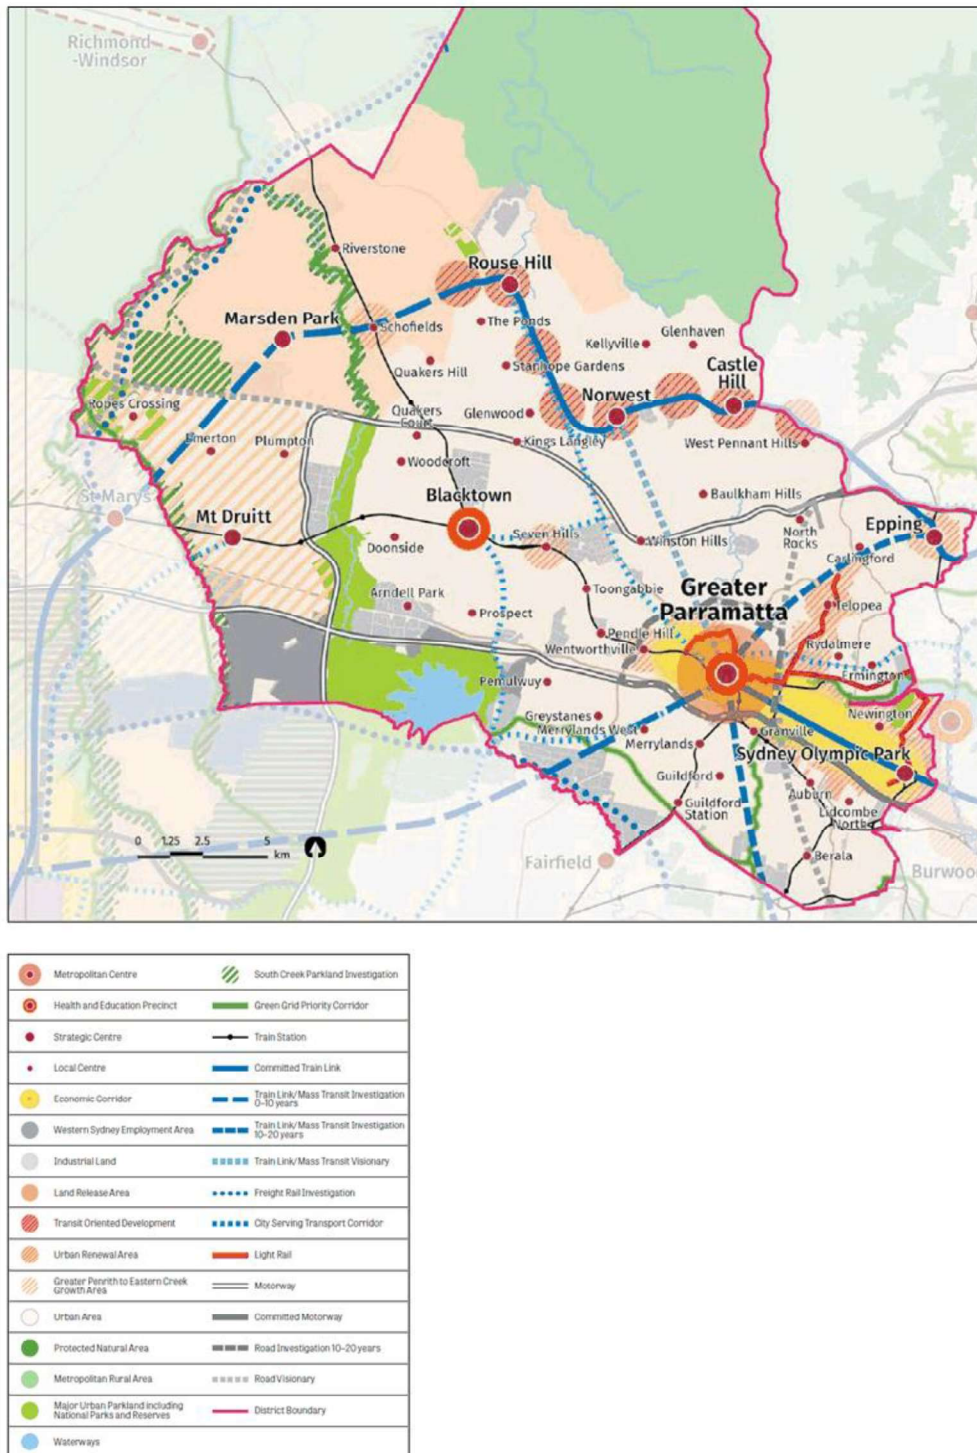 Richmond
-Windsor
Riverstone
Rouse Hill
Marsden Park
Schofields
The Ponds
Kellyville
Glenhaven
Quakers Hill
Stanhope Gardens
Castle
Hill
Norwest
Ropes Crossing
Quakers
Court
Glenwood
Emerton
Plumpton
Kings Langley
West Pennant Hills
Woodcroft
St Marys
Blacktown
Baulkham Hills
Mt Druitt
Seven Hills
North
Rocks
Epping
Doonside
Winston Hills
Carlingford
Toongabbie
Greater
Parramatta
Arndell Park
Prospect
Telopea
Pendle Hill
Wentworthville
Rydalmere
Pemulwuy
Ermington
Greystanes
Newington
Merrylands West
Granville
Merrylands
Sydney Olympic Park
Guildford
Auburn
Guildford
Station
Lidcombe
North
0 1.25 2.5 5
km
Fairfield
Berala
Burwood
Metropolitan Centre
South Creek Parkland Investigation
Health and Education Precinct
Green Grid Priority Corridor
Strategic Centre
Train Station
Local Centre
Committed Train Link
Economic Corridor
Train Link/Mass Transit Investigation
0-10 years
Western Sydney Employment Area
Train Link/Mass Transit Investigation
10-20 years
Industrial Land
Train Link/Mass Transit Visionary
Land Release Area
Freight Rail Investigation
Transit Oriented Development
City Serving Transport Corridor
Urban Renewal Area
Light Rail
Greater Penrith to Eastern Creek
Growth Area
Motorway
Urban Area
Committed Motorway
Protected Natural Area
Road Investigation 10-20 years
Metropolitan Rural Area
Road Visionary
Major Urban Parkland including
National Parks and Reserves
District Boundary
Waterways